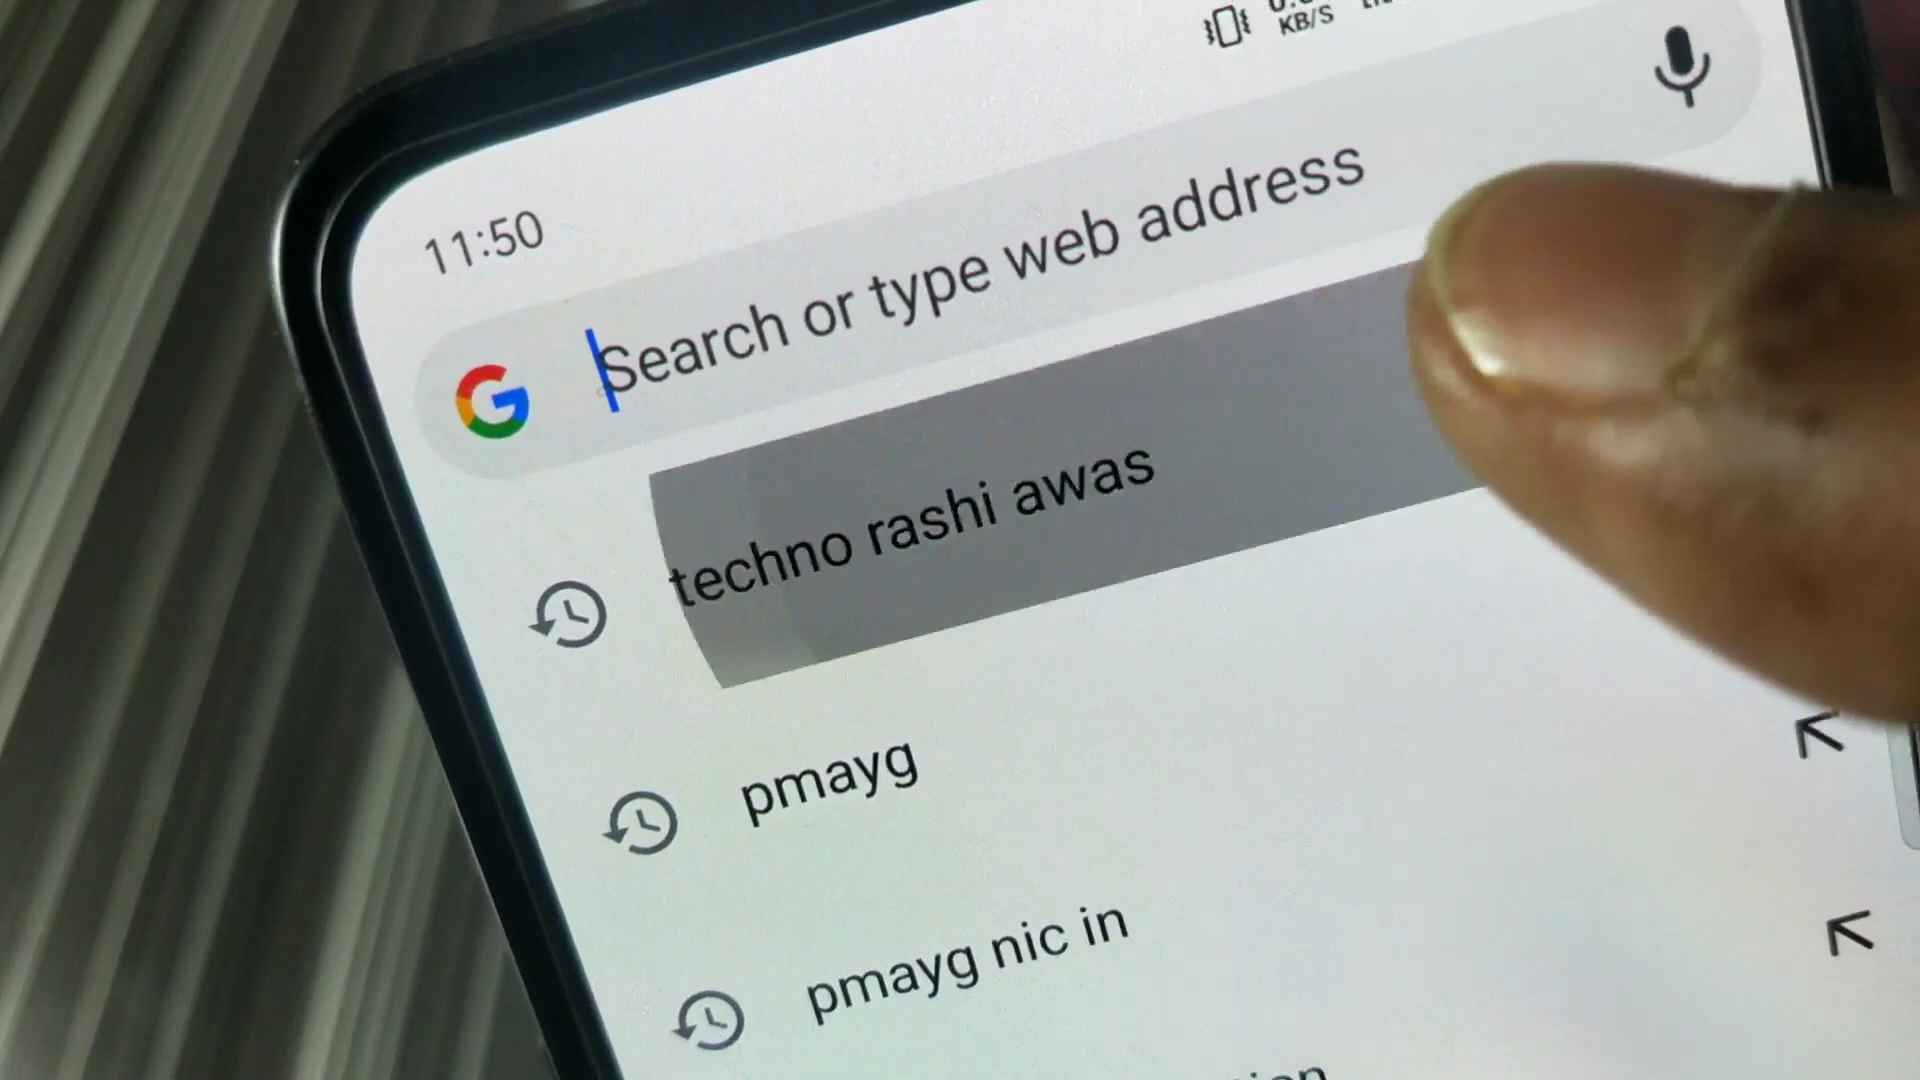 KB/S
11:50
Search or type web address
techno rashi awas
pmayg
pmayg nic in